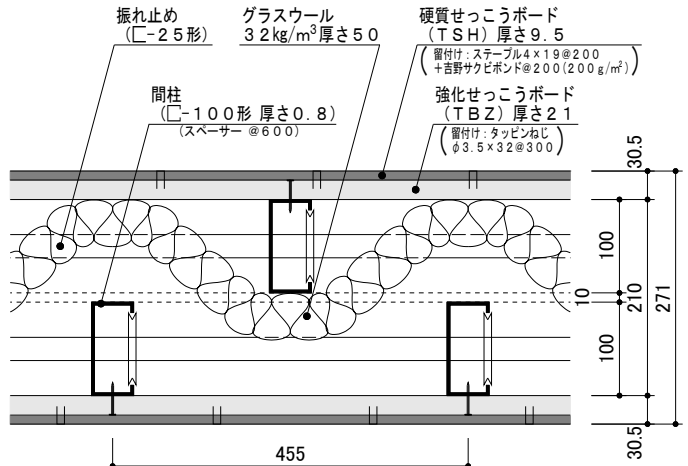 振れ止め
(匚-25形)
グラスウール
32kg/m³厚さ50
硬質せっこうボード
(TSH) 厚さ9.5
(留付け：ステープル4×19@200
+吉野サクビボンド@200(200g/㎡))
間柱
(匚-100形 厚さ0.8)
(スペーサー @600)
強化せっこうボード
(TBZ) 厚さ21
(留付け：タッピンねじ
φ3.5×32@300)
30.5
100
10
210
271
100
30.5
455